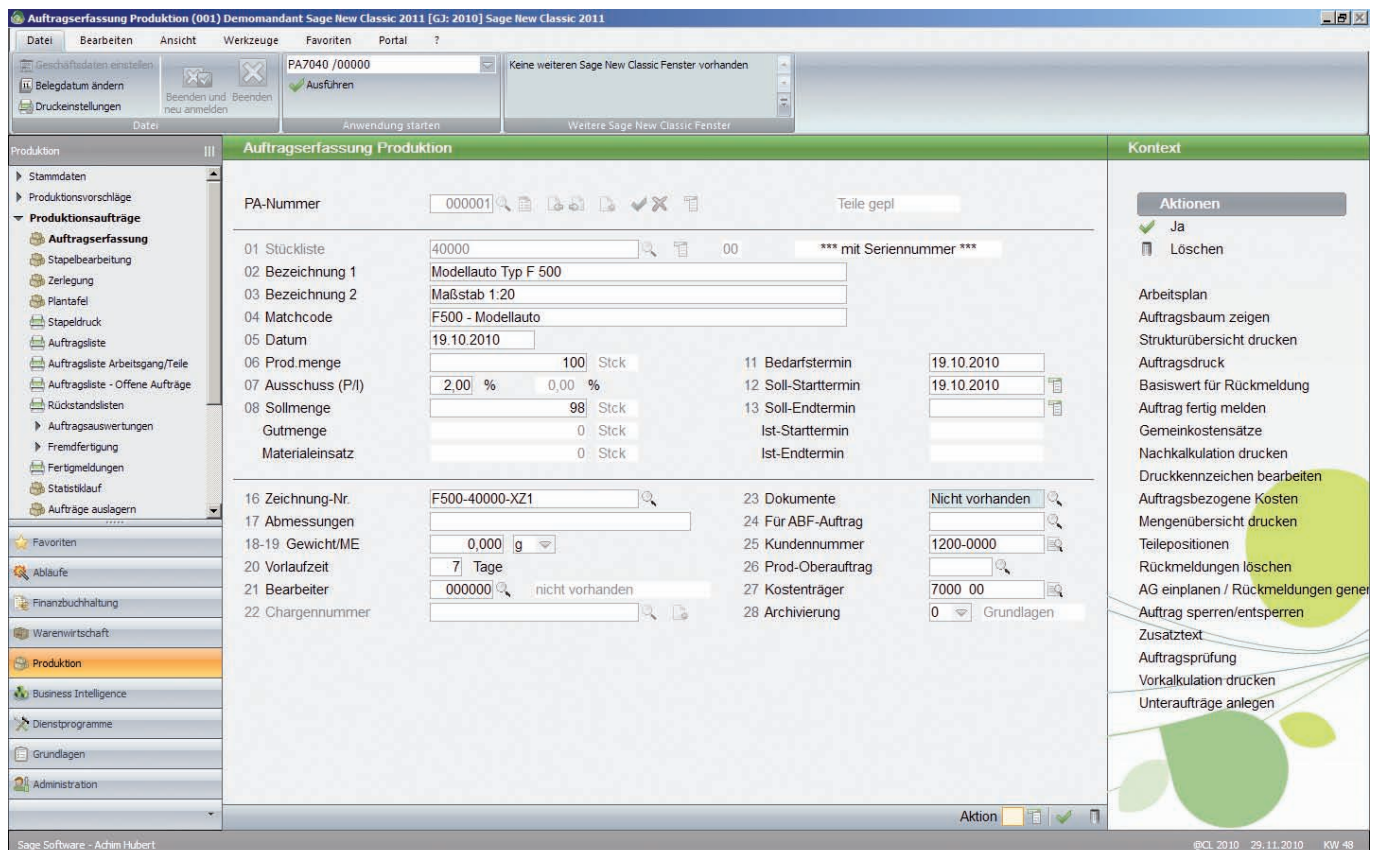 Auftragserfassung Produktion (001) Demomandant Sage New Classic 2011 [GJ: 2010] Sage New Classic 2011
Datei Bearbeiten Ansicht Werkzeuge Favoriten Portal ?
Geschäftsdaten einstellen
Belegdatum ändern
Druckeinstellungen
Beenden und neu anmelden
Beenden
Datei
PA7040 /00000
Ausführen
Anwendung starten
Keine weiteren Sage New Classic Fenster vorhanden
Weitere Sage New Classic Fenster
Produktion
Stammdaten
Produktionsvorschläge
Produktionsaufträge
Auftragserfassung
Stapelbearbeitung
Zerlegung
Plantafel
Stapeldruck
Auftragsliste
Auftragsliste Arbeitsgang/Teile
Auftragsliste - Offene Aufträge
Rückstandslisten
Auftragsauswertungen
Fremdfertigung
Fertigmeldungen
Statistiklauf
Aufträge auslagern
Favoriten
Abläufe
Finanzbuchhaltung
Warenwirtschaft
Produktion
Business Intelligence
Dienstprogramme
Grundlagen
Administration
Auftragserfassung Produktion
PA-Nummer 000001 Teile gepl
01 Stückliste 40000 00 *** mit Seriennummer ***
02 Bezeichnung 1 Modellauto Typ F 500
03 Bezeichnung 2 Maßstab 1:20
04 Matchcode F500 - Modellauto
05 Datum 19.10.2010
06 Prod.menge 100 Stck 11 Bedarfstermin 19.10.2010
07 Ausschuss (P/I) 2,00 % 0,00 % 12 Soll-Starttermin 19.10.2010
08 Sollmenge 98 Stck 13 Soll-Endtermin
Gutmenge 0 Stck Ist-Starttermin
Materialeinsatz 0 Stck Ist-Endtermin
16 Zeichnung-Nr. F500-40000-XZ1 23 Dokumente Nicht vorhanden
17 Abmessungen 24 Für ABF-Auftrag
18-19 Gewicht/ME 0,000 g 25 Kundennummer 1200-0000
20 Vorlaufzeit 7 Tage 26 Prod-Oberauftrag
21 Bearbeiter 000000 nicht vorhanden 27 Kostenträger 7000 00
22 Chargennummer 28 Archivierung 0 Grundlagen
Aktion
Kontext
Aktionen
Ja
Löschen
Arbeitsplan
Auftragsbaum zeigen
Strukturübersicht drucken
Auftragsdruck
Basiswert für Rückmeldung
Auftrag fertig melden
Gemeinkostensätze
Nachkalkulation drucken
Druckkennzeichen bearbeiten
Auftragsbezogene Kosten
Mengenübersicht drucken
Teilepositionen
Rückmeldungen löschen
AG einplanen / Rückmeldungen gener
Auftrag sperren/entsperren
Zusatztext
Auftragsprüfung
Vorkalkulation drucken
Unteraufträge anlegen
Sage Software - Achim Hubert @CL 2010 29.11.2010 KW 48